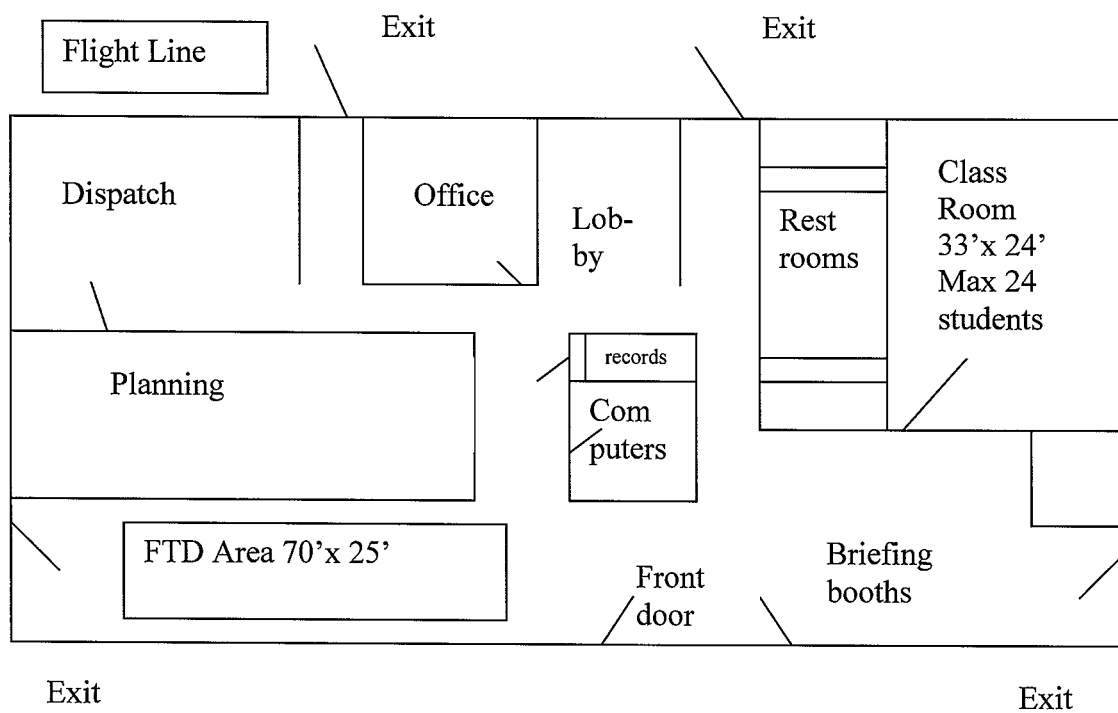 Exit
Exit
Flight Line
Dispatch
Office
Lob-
by
Rest
rooms
Class
Room
33’x 24’
Max 24
students
Planning
records
Com
puters
FTD Area 70’x 25’
Front
door
Briefing
booths
Exit
Exit